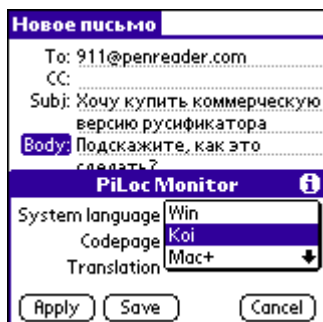 Новое письмо
To: 911@penreader.com
CC:
Subj: Хочу купить коммерческую
версию русификатора
Body: Подскажите, как это
сделать?
PiLoc Monitor
System language Win
Codepage Koi
Translation Mac+
Apply Save Cancel